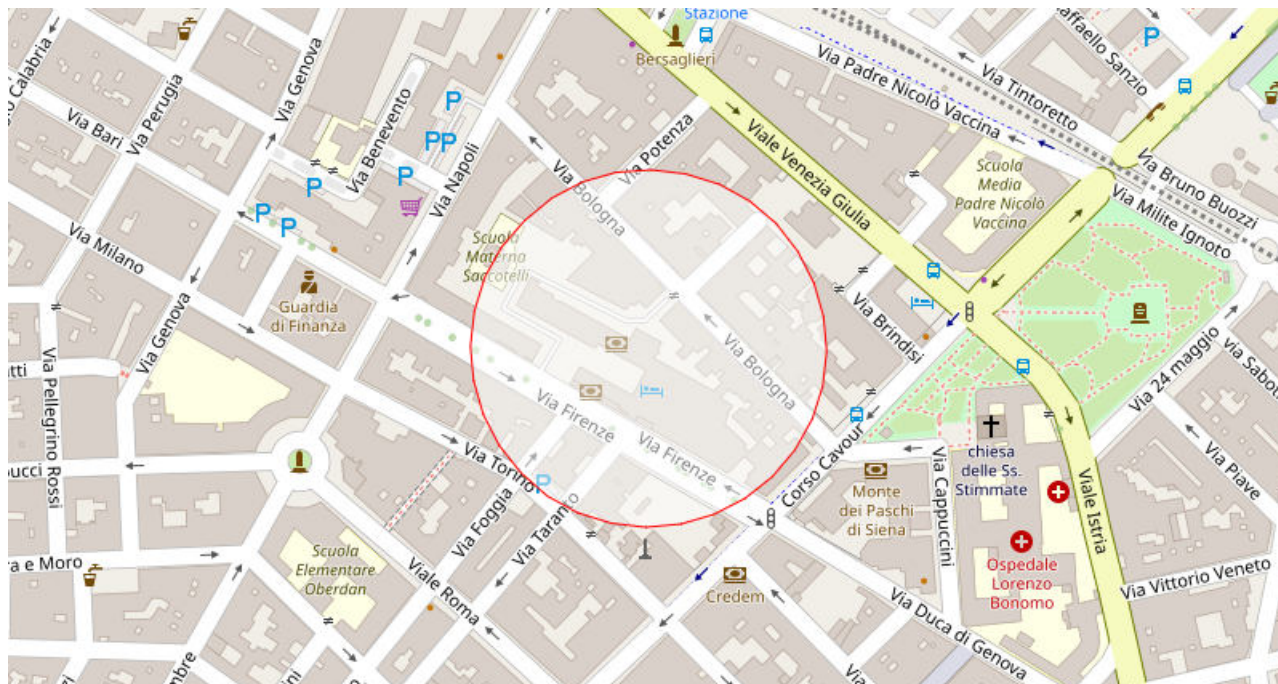 Stazione
Bersaglieri
Via Padre Nicolò Vaccina
Via Tintoretto
Raffaello Sanzio
Calabria
Via Perugia
Via Genova
Via Bari
Via Benevento
Via Napoli
Via Potenza
Via Bologna
Viale Venezia Giulia
Scuola
Media
Padre Nicolò
Vaccina
Via Bruno Buozzi
Via Milite Ignoto
Via Milano
Scuola
Materna
Saccotelli
Guardia
di Finanza
Via Genova
Via Brindisi
Via Bologna
Via 24 maggio
Via Pellegrino Rossi
Via Firenze
Via Firenze
Via Torino
Corso Cavour
Via Foggia
Via Taranto
Monte
dei Paschi
di Siena
Via Cappuccini
chiesa
delle Ss.
Stimmate
Viale Istria
Via Piave
Scuola
Elementare
Oberdan
Viale Roma
e Moro
Credem
Ospedale
Lorenzo
Bonomo
Via Vittorio Veneto
Via Duca di Genova
Via